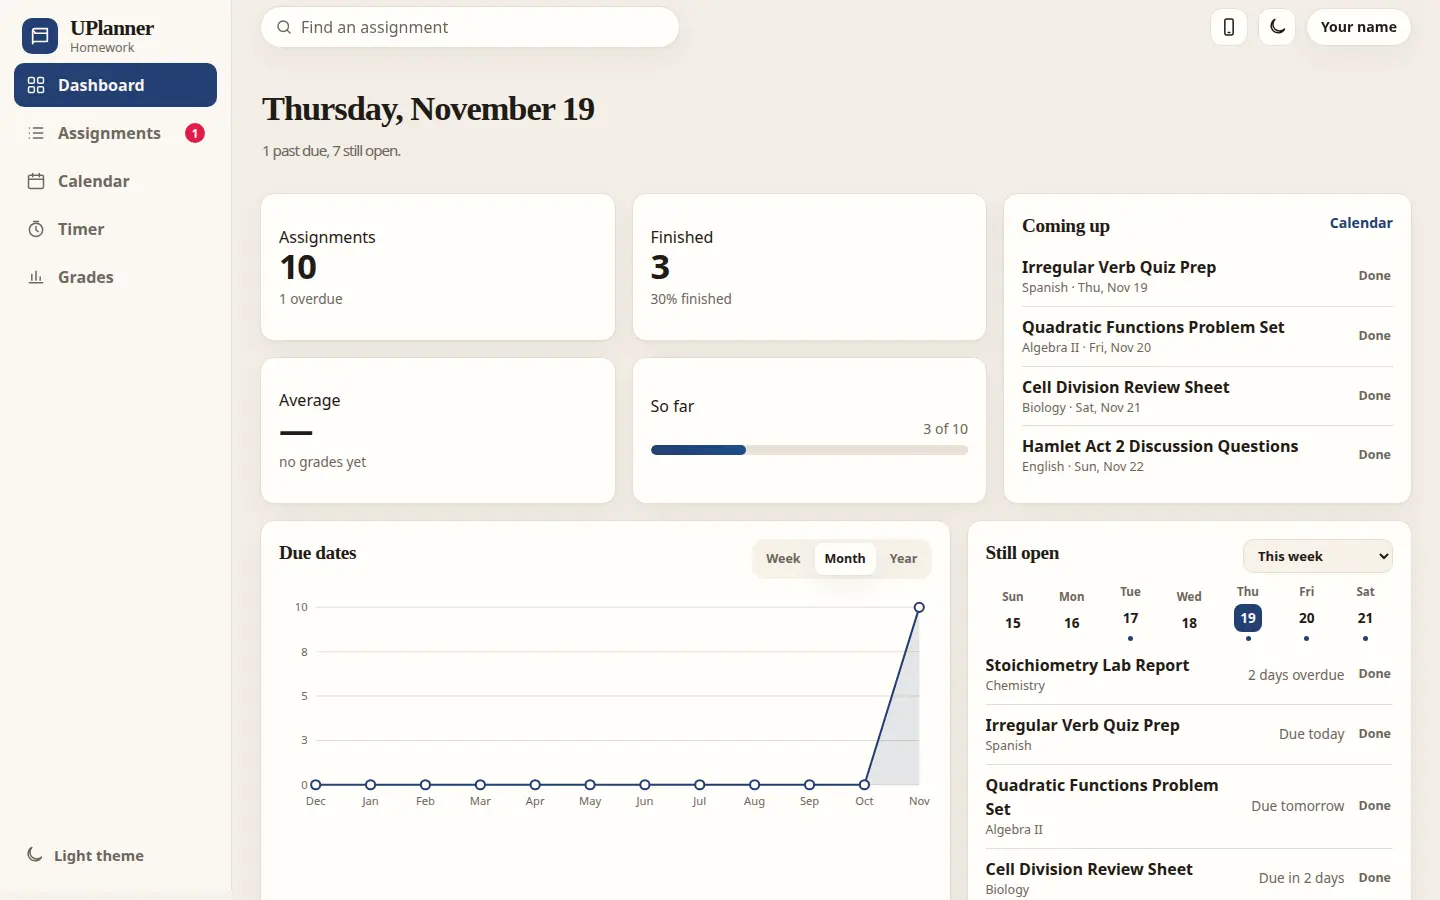 UPlanner
Homework
Dashboard
Assignments
1
Calendar
Timer
Grades
Light theme
Find an assignment
Your name
Thursday, November 19
1 past due, 7 still open.
Assignments
10
1 overdue
Finished
3
30% finished
Average
—
no grades yet
So far
3 of 10
Coming up
Calendar
Irregular Verb Quiz Prep
Done
Spanish · Thu, Nov 19
Quadratic Functions Problem Set
Done
Algebra II · Fri, Nov 20
Cell Division Review Sheet
Done
Biology · Sat, Nov 21
Hamlet Act 2 Discussion Questions
Done
English · Sun, Nov 22
Due dates
Week
Month
Year
10
8
5
3
0
Dec Jan Feb Mar Apr May Jun Jul Aug Sep Oct Nov
Still open
This week
Sun Mon Tue Wed Thu Fri Sat
15 16 17 18 19 20 21
Stoichiometry Lab Report
Chemistry
2 days overdue
Done
Irregular Verb Quiz Prep
Spanish
Due today
Done
Quadratic Functions Problem
Set
Algebra II
Due tomorrow
Done
Cell Division Review Sheet
Biology
Due in 2 days
Done